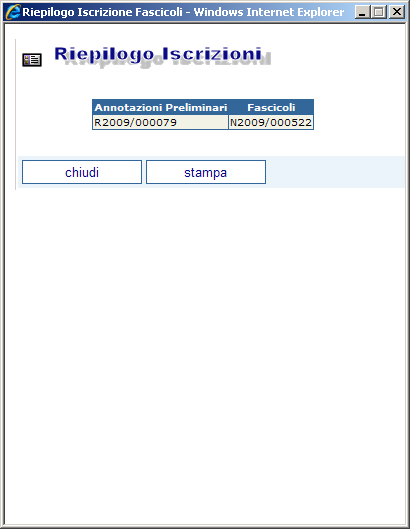 Riepilogo Iscrizione Fascicoli - Windows Internet Explorer
Riepilogo Iscrizioni
Annotazioni Preliminari Fascicoli
R2009/000079 N2009/000522
chiudi stampa